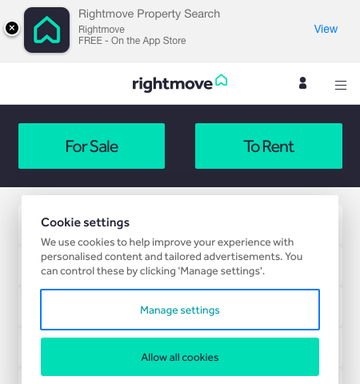 Rightmove Property Search
Rightmove
FREE - On the App Store
View
rightmove
For Sale
To Rent
Cookie settings
We use cookies to help improve your experience with
personalised content and tailored advertisements. You
can control these by clicking 'Manage settings'.
Manage settings
Allow all cookies